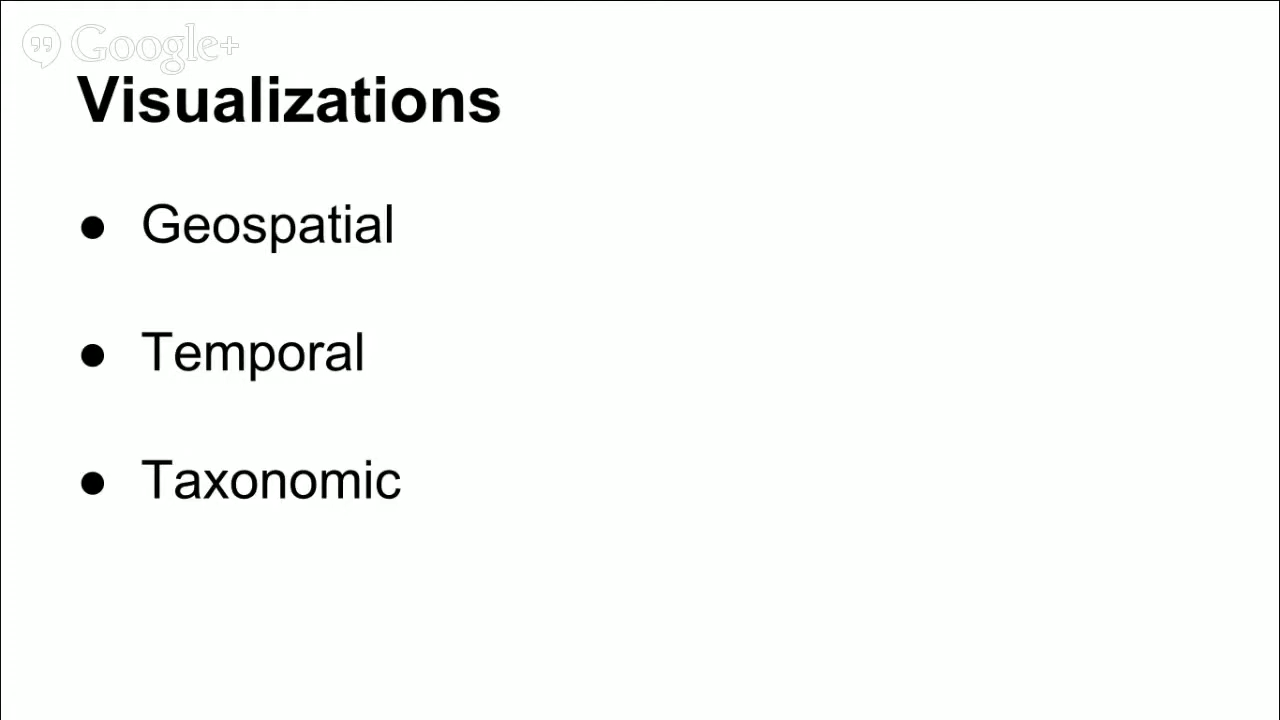 Google+
Visualizations
● Geospatial
● Temporal
● Taxonomic